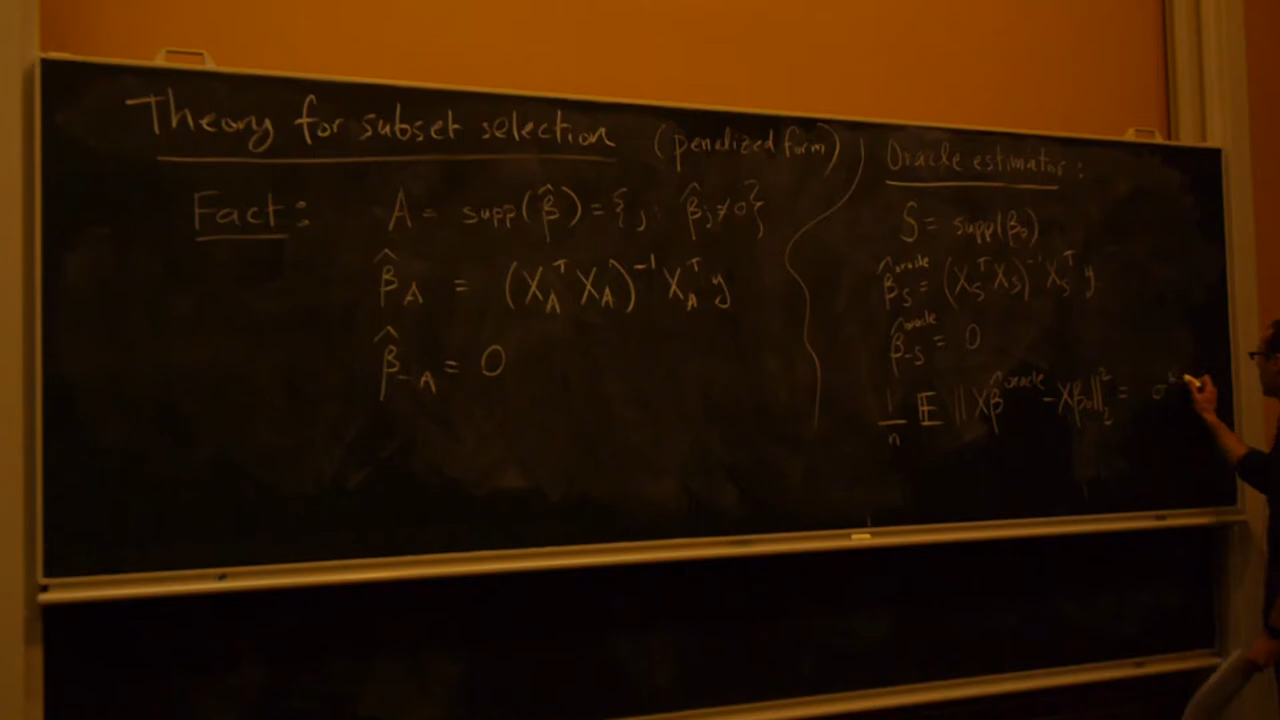 Theory for subset selection (penalized form)
Fact: A = supp(β̂) = {j : β̂j ≠ 0}
β̂_A = (X_A^T X_A)^{-1} X_A^T y
β̂_{-A} = 0
Oracle estimator:
S = supp(β₀)
β̂_S^{oracle} = (X_S^T X_S)^{-1} X_S^T y
β̂_{-S}^{oracle} = 0
1/n 𝔼 ||Xβ̂^{oracle} - Xβ₀||₂² = σ